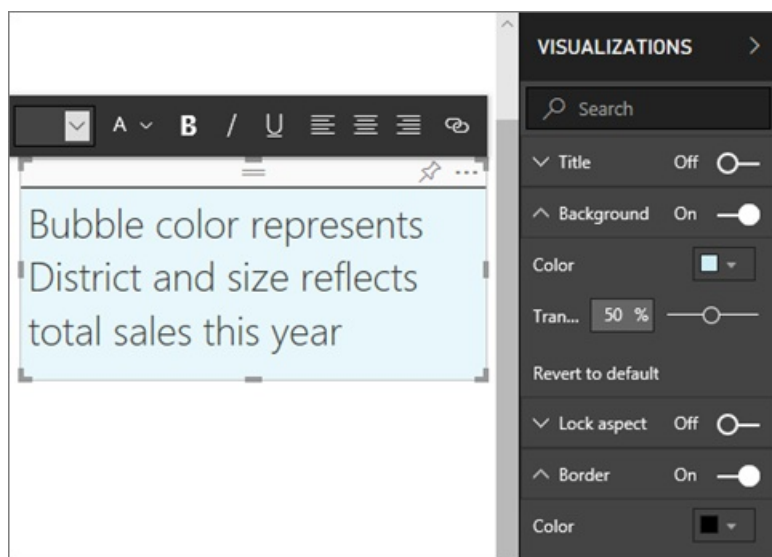 A B / U
Bubble color represents
District and size reflects
total sales this year
VISUALIZATIONS
Search
Title Off
Background On
Color
Tran... 50 %
Revert to default
Lock aspect Off
Border On
Color